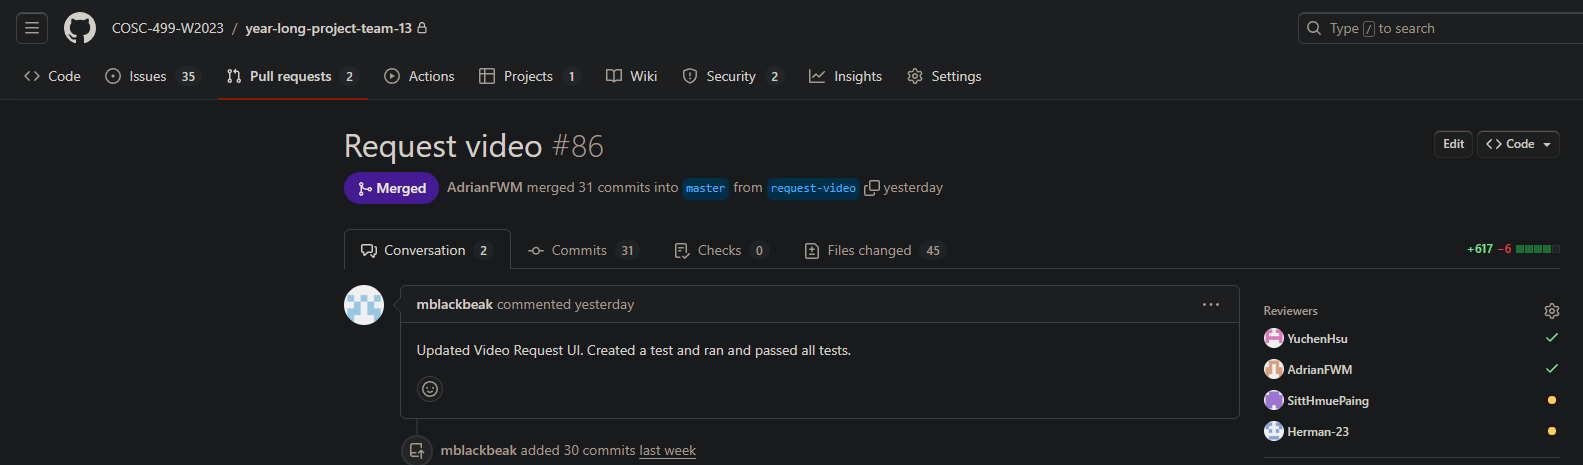 COSC-499-W2023 / year-long-project-team-13
Type / to search
Code
Issues 35
Pull requests 2
Actions
Projects 1
Wiki
Security 2
Insights
Settings
Request video #86
Edit
Code
Merged
AdrianFWM merged 31 commits into master from request-video yesterday
Conversation 2
Commits 31
Checks 0
Files changed 45
+617 −6
mblackbeak commented yesterday
Updated Video Request UI. Created a test and ran and passed all tests.
mblackbeak added 30 commits last week
Reviewers
YuchenHsu
AdrianFWM
SittHmuePaing
Herman-23